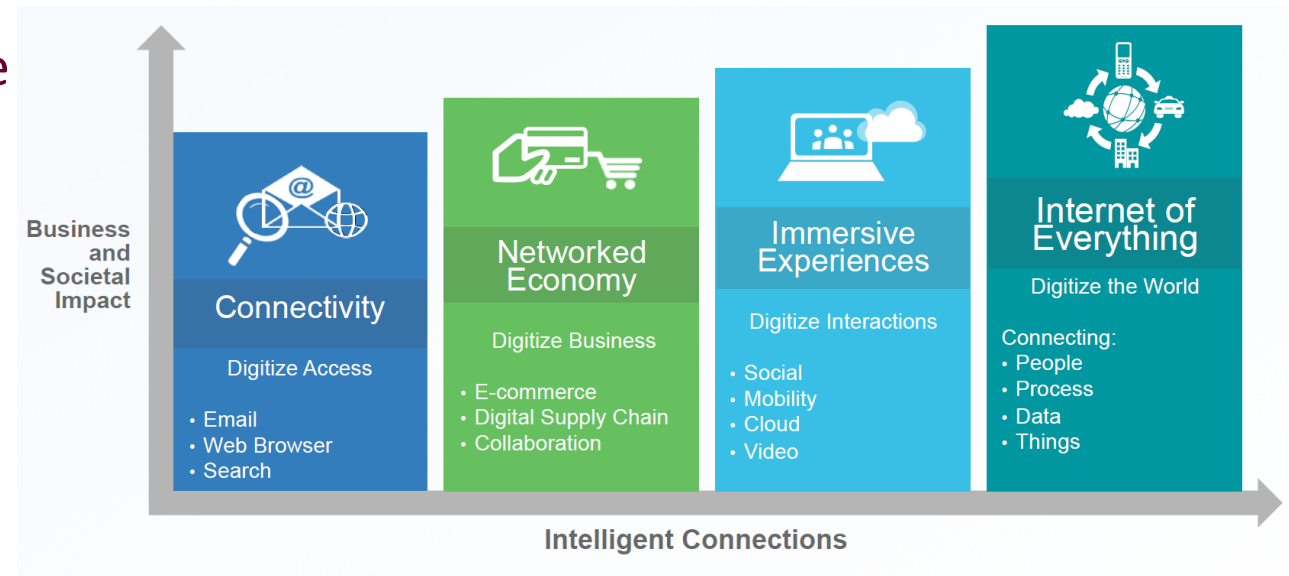 e
Business
and
Societal
Impact
@
Connectivity
Digitize Access
• Email
• Web Browser
• Search
Networked
Economy
Digitize Business
• E-commerce
• Digital Supply Chain
• Collaboration
Immersive
Experiences
Digitize Interactions
• Social
• Mobility
• Cloud
• Video
Internet of
Everything
Digitize the World
Connecting:
• People
• Process
• Data
• Things
Intelligent Connections